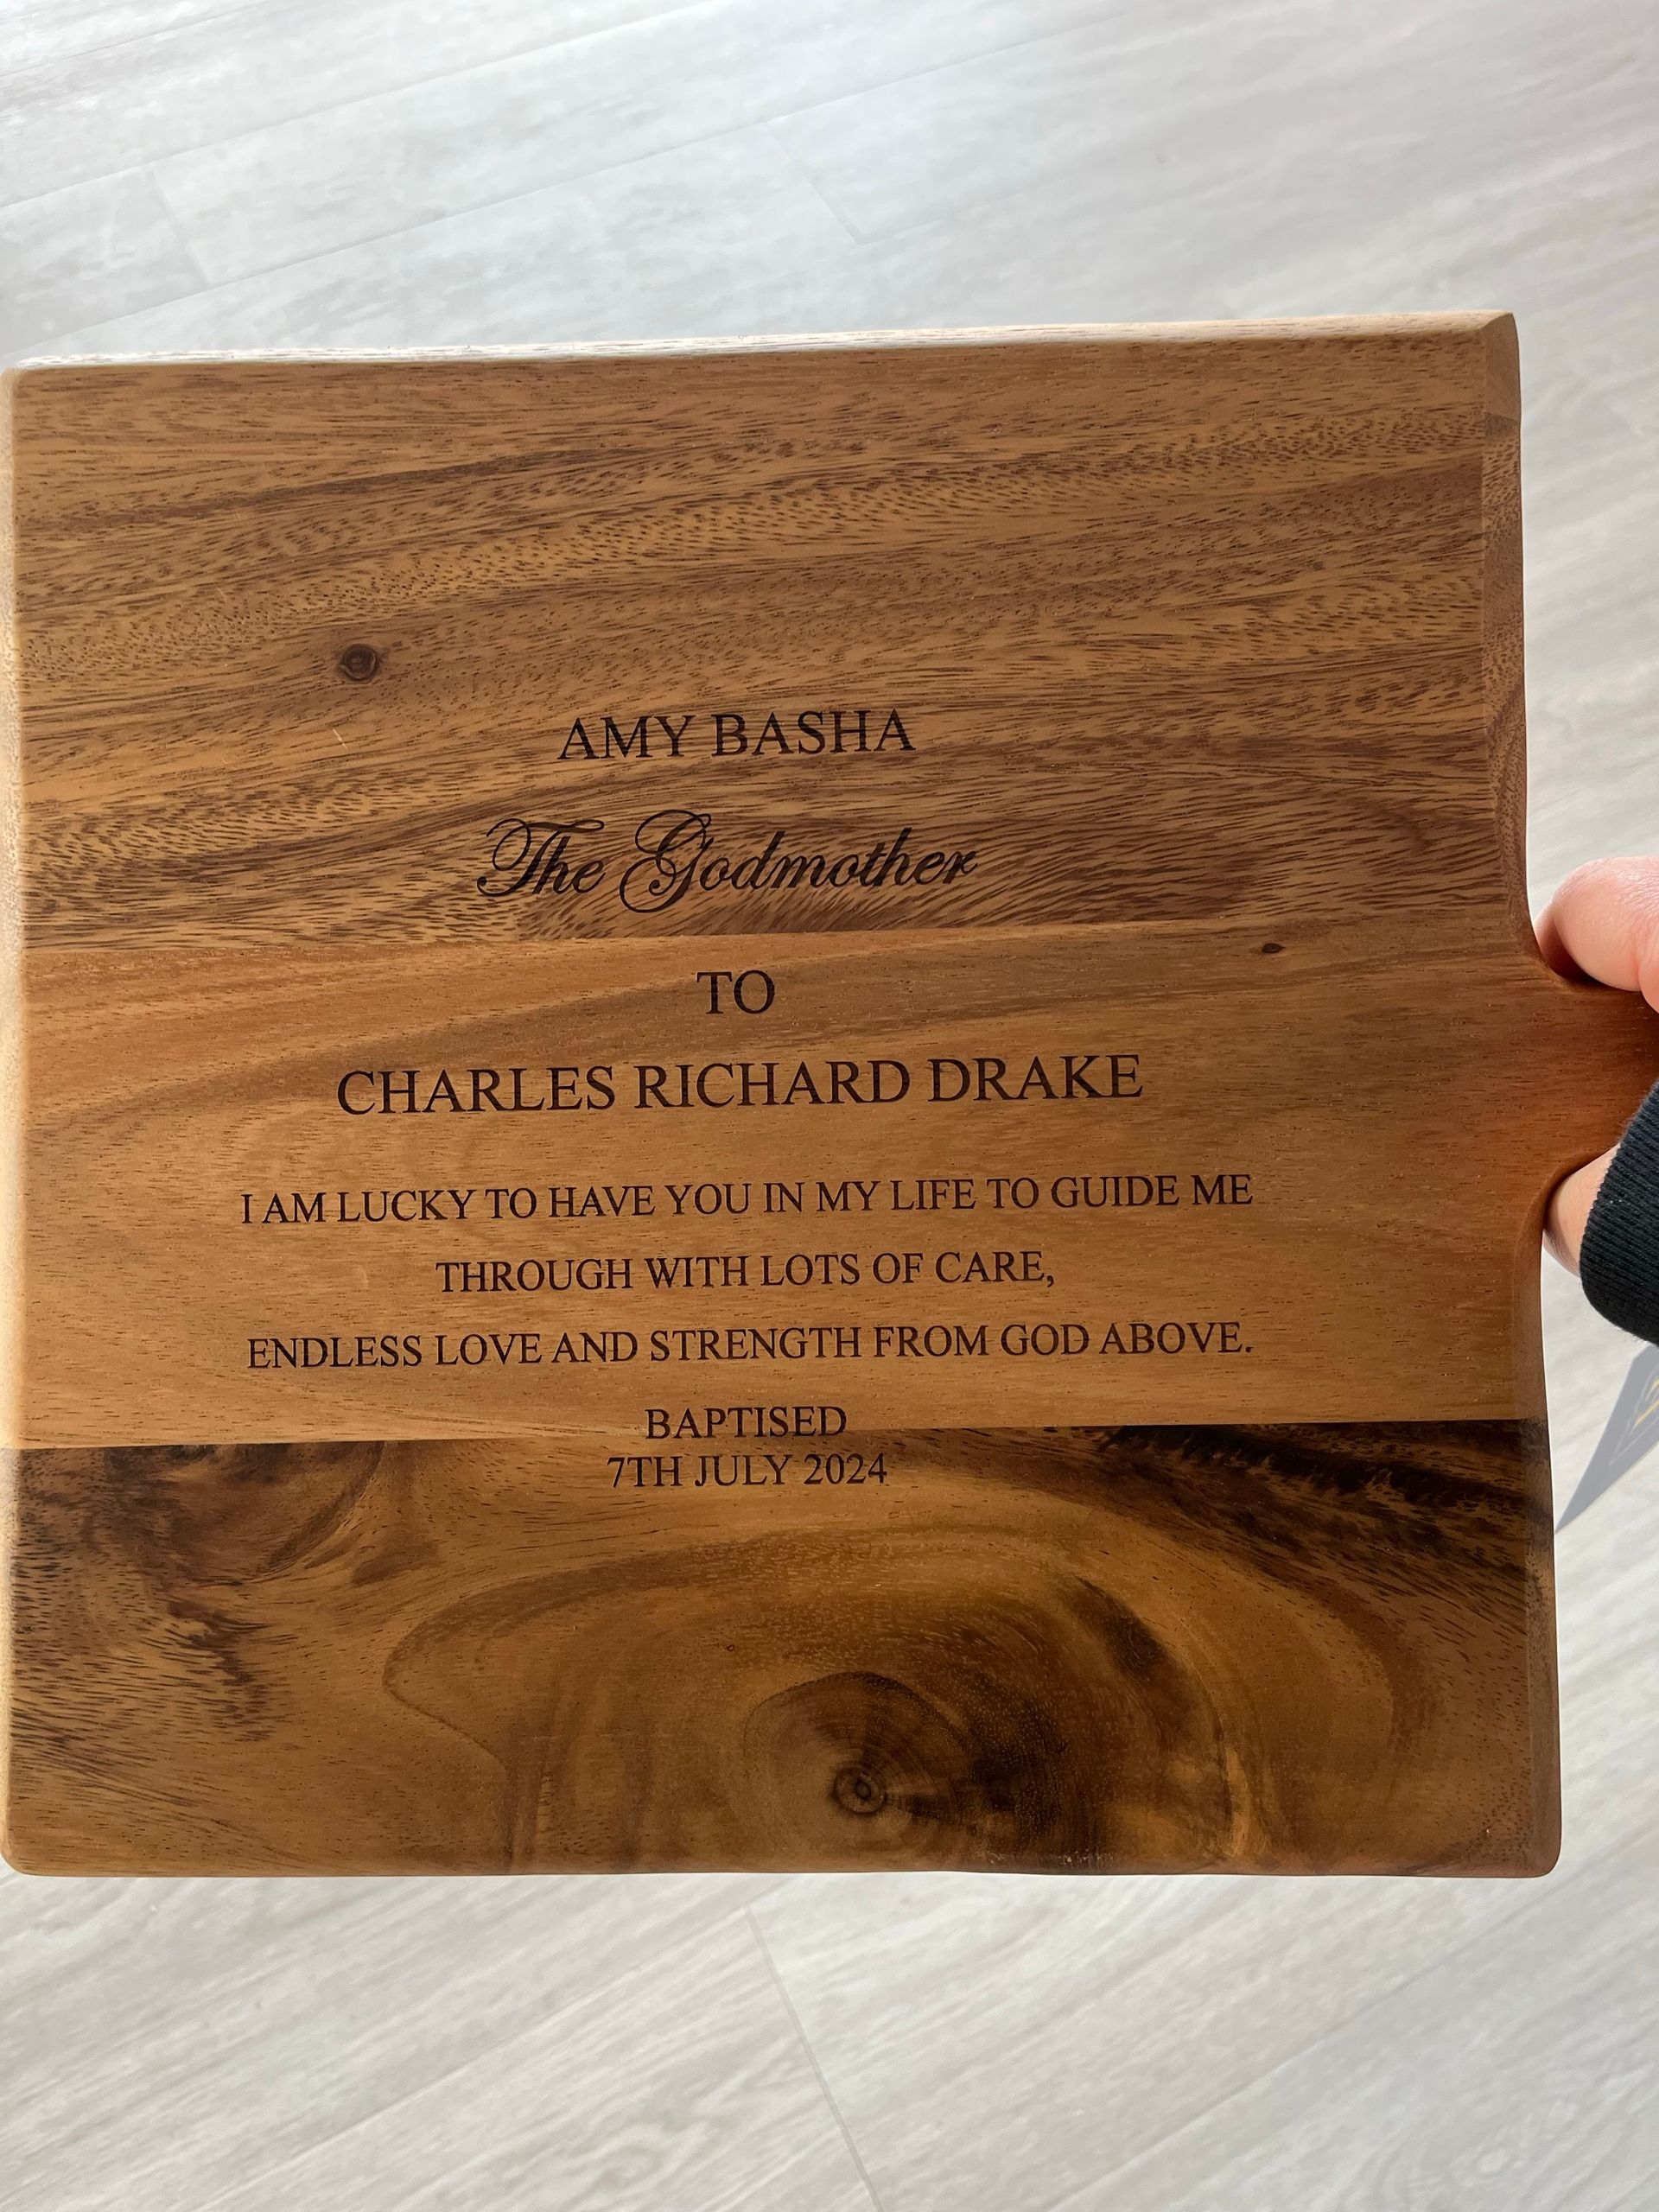 AMY BASHA
The Godmother
TO
CHARLES RICHARD DRAKE
I AM LUCKY TO HAVE YOU IN MY LIFE TO GUIDE ME
THROUGH WITH LOTS OF CARE,
ENDLESS LOVE AND STRENGTH FROM GOD ABOVE.
BAPTISED
7TH JULY 2024